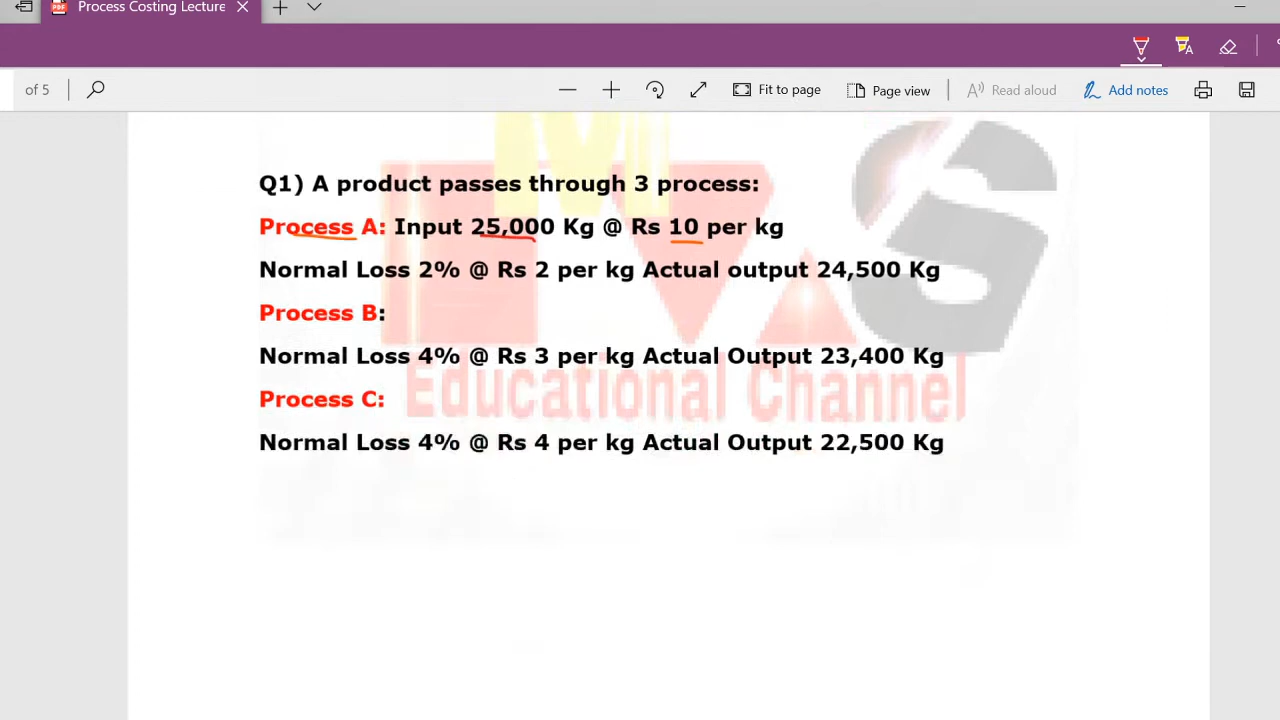 Process Costing Lecture
of 5
Fit to page
Page view
Read aloud
Add notes
Q1) A product passes through 3 process:
Process A: Input 25,000 Kg @ Rs 10 per kg
Normal Loss 2% @ Rs 2 per kg Actual output 24,500 Kg
Process B:
Normal Loss 4% @ Rs 3 per kg Actual Output 23,400 Kg
Process C:
Educational Channel
Normal Loss 4% @ Rs 4 per kg Actual Output 22,500 Kg